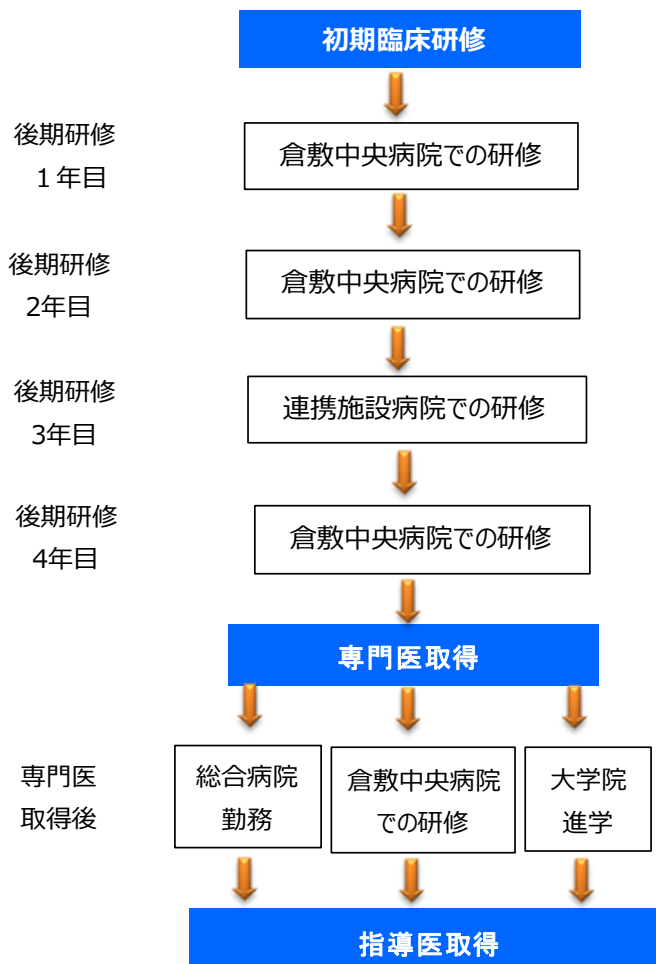 初期臨床研修
後期研修
１年目
倉敷中央病院での研修
後期研修
2年目
倉敷中央病院での研修
後期研修
3年目
連携施設病院での研修
後期研修
4年目
倉敷中央病院での研修
専門医取得
専門医
取得後
総合病院
勤務
倉敷中央病院
での研修
大学院
進学
指導医取得